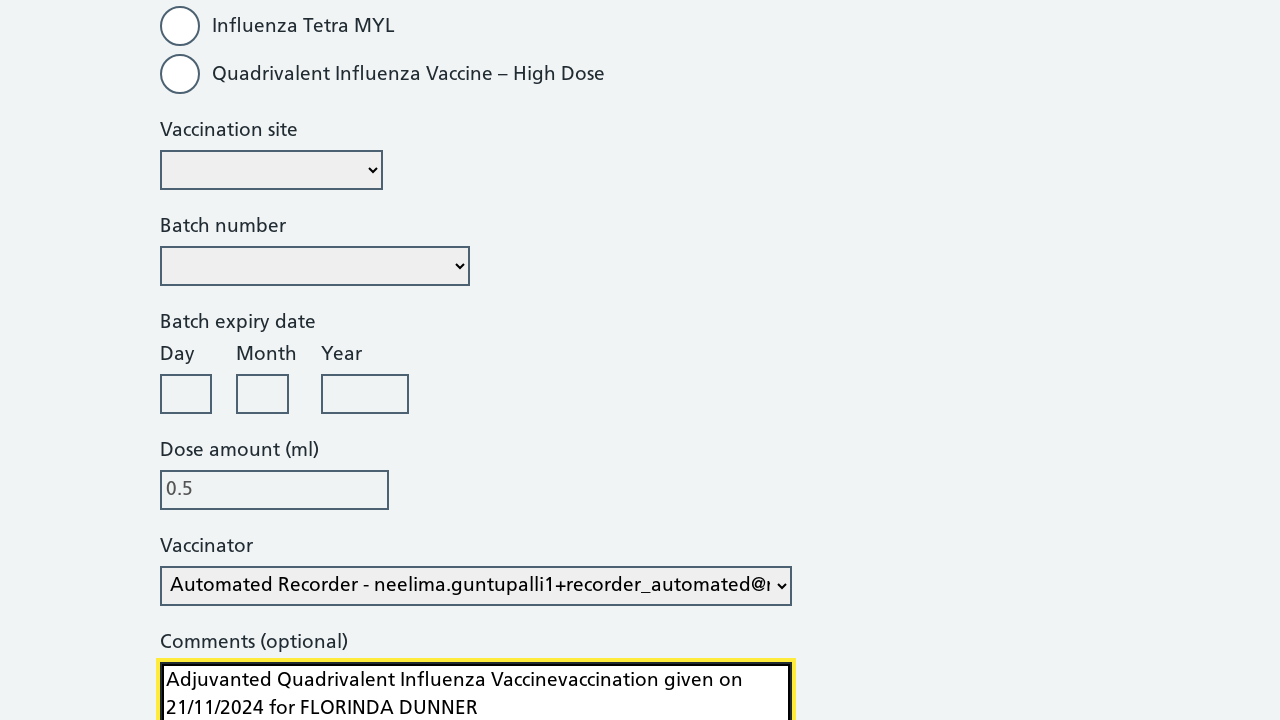 Influenza Tetra MYL
Quadrivalent Influenza Vaccine – High Dose
Vaccination site
Batch number
Batch expiry date
Day Month Year
Dose amount (ml)
0.5
Vaccinator
Automated Recorder - neelima.guntupalli1+recorder_automated@
Comments (optional)
Adjuvanted Quadrivalent Influenza Vaccinevaccination given on
21/11/2024 for FLORINDA DUNNER